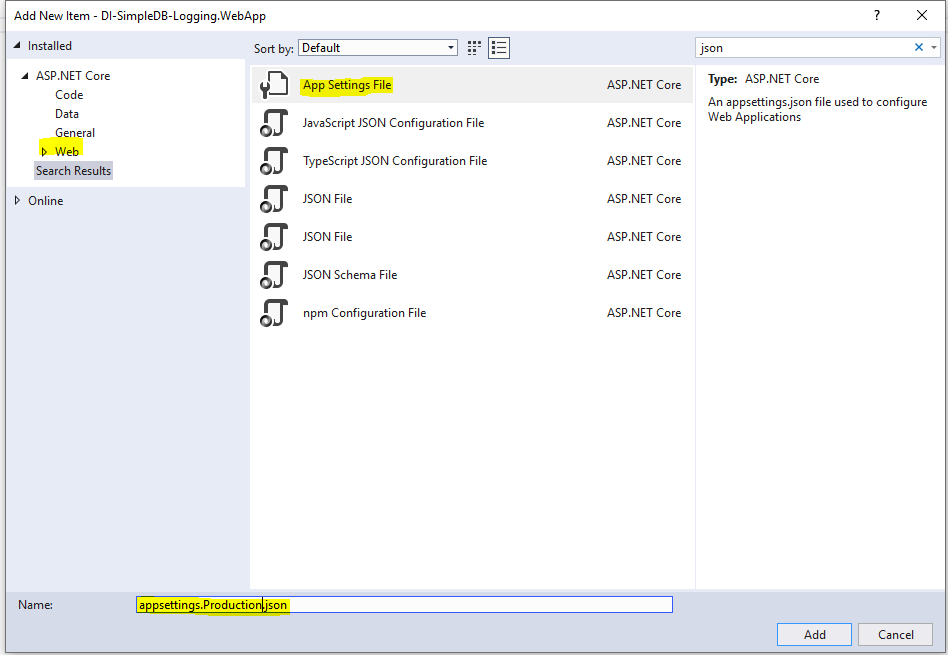 Add New Item - DI-SimpleDB-Logging.WebApp ?
Installed
ASP.NET Core
Code
Data
General
Web
Search Results
Online
Sort by: Default
App Settings File ASP.NET Core
JavaScript JSON Configuration File ASP.NET Core
TypeScript JSON Configuration File ASP.NET Core
JSON File ASP.NET Core
JSON File ASP.NET Core
JSON Schema File ASP.NET Core
npm Configuration File ASP.NET Core
json
Type: ASP.NET Core
An appsettings.json file used to configure
Web Applications
Name: appsettings.Production.json
Add Cancel